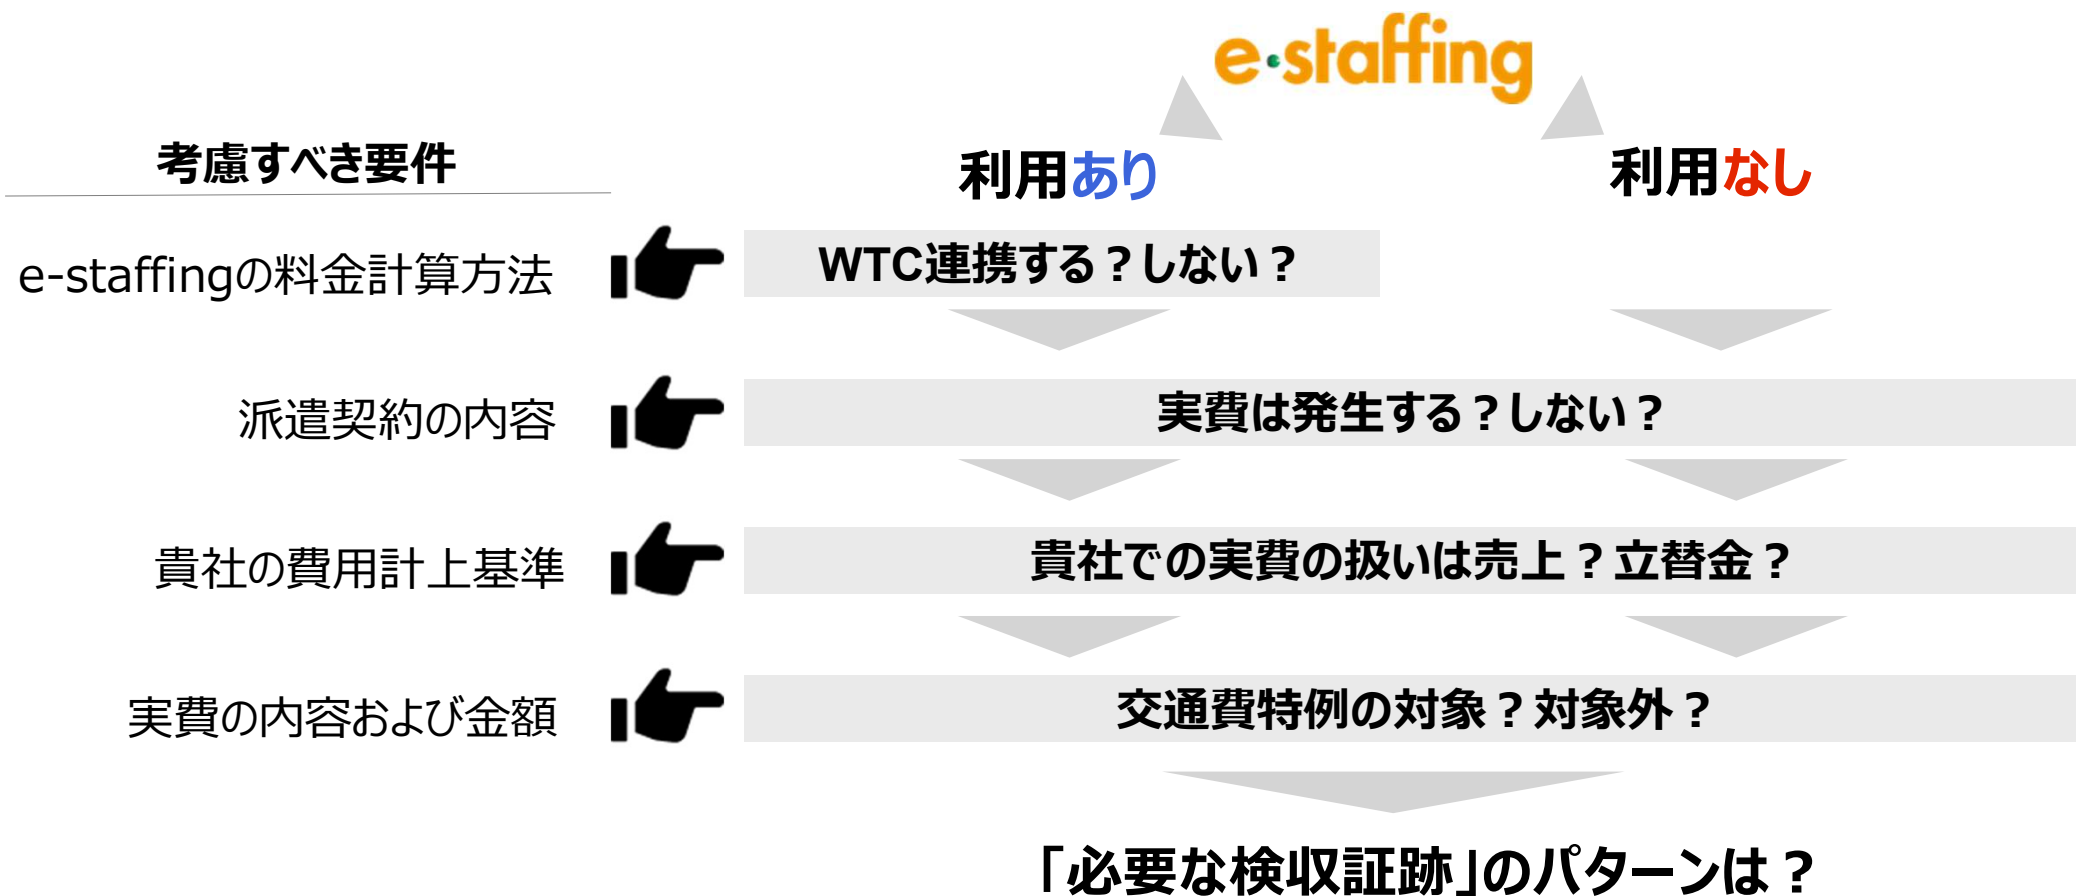 e-staffing
考慮すべき要件
利用あり
利用なし
e-staffingの料金計算方法
WTC連携する？しない？
派遣契約の内容
実費は発生する？しない？
貴社の費用計上基準
貴社での実費の扱いは売上？立替金？
実費の内容および金額
交通費特例の対象？対象外？
「必要な検収証跡」のパターンは？